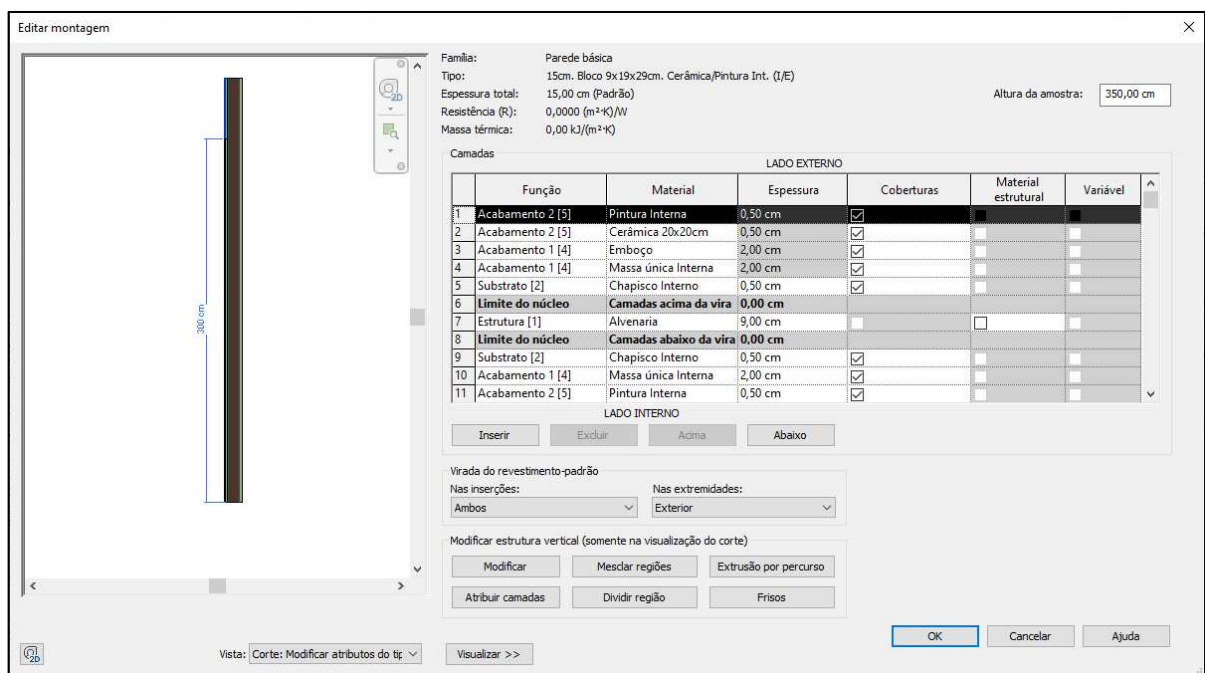 Editar montagem
Família: Parede básica
Tipo: 15cm. Bloco 9x19x29cm. Cerâmica/Pintura Int. (I/E)
Espessura total: 15,00 cm (Padrão)
Altura da amostra: 350,00 cm
Resistência (R): 0,0000 (m²·K)/W
Massa térmica: 0,00 kJ/(m²·K)
2D
300 cm
Camadas
LADO EXTERNO
Função Material Espessura Coberturas Material estrutural Variável
1 Acabamento 2 [5] Pintura Interna 0,50 cm
2 Acabamento 2 [5] Cerâmica 20x20cm 0,50 cm
3 Acabamento 1 [4] Emboço 2,00 cm
4 Acabamento 1 [4] Massa única Interna 2,00 cm
5 Substrato [2] Chapisco Interno 0,50 cm
6 Limite do núcleo Camadas acima da vira 0,00 cm
7 Estrutura [1] Alvenaria 9,00 cm
8 Limite do núcleo Camadas abaixo da vira 0,00 cm
9 Substrato [2] Chapisco Interno 0,50 cm
10 Acabamento 1 [4] Massa única Interna 2,00 cm
11 Acabamento 2 [5] Pintura Interna 0,50 cm
LADO INTERNO
Inserir Excluir Acima Abaixo
Virada do revestimento-padrão
Nas inserções: Nas extremidades:
Ambos Exterior
Modificar estrutura vertical (somente na visualização do corte)
Modificar Mesclar regiões Extrusão por percurso
Atribuir camadas Dividir região Frisos
OK Cancelar Ajuda
2D Vista: Corte: Modificar atributos do tip Visualizar >>